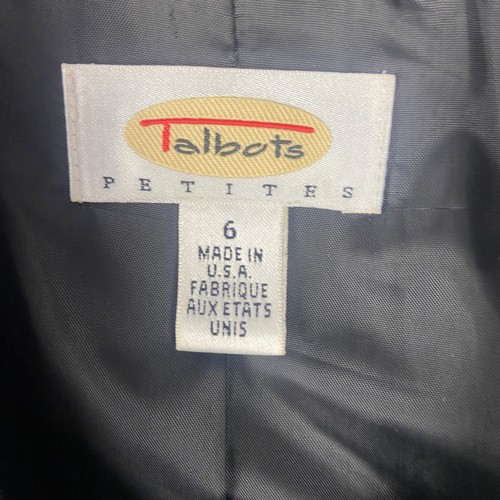 Talbots
PETITES
6
MADE IN
U.S.A.
FABRIQUE
AUX ETATS
UNIS